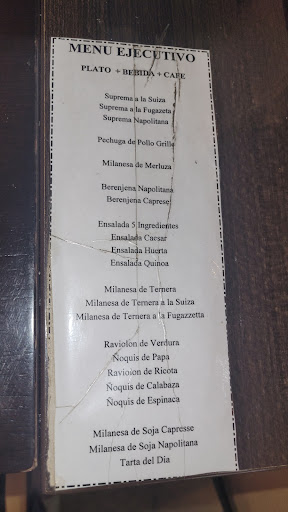 MENU EJECUTIVO
PLATO + BEBIDA + CAFE
Suprema a la Suiza
Suprema a la Fugazeta
Suprema Napolitana
Pechuga de Pollo Grille
Milanesa de Merluza
Berenjena Napolitana
Berenjena Caprese
Ensalada 5 Ingredientes
Ensalada Caesar
Ensalada Huerta
Ensalada Quinoa
Milanesa de Ternera
Milanesa de Ternera a la Suiza
Milanesa de Ternera a la Fugazzetta
Raviolon de Verdura
Ñoquis de Papa
Raviolon de Ricota
Ñoquis de Calabaza
Ñoquis de Espinaca
Milanesa de Soja Capresse
Milanesa de Soja Napolitana
Tarta del Dia